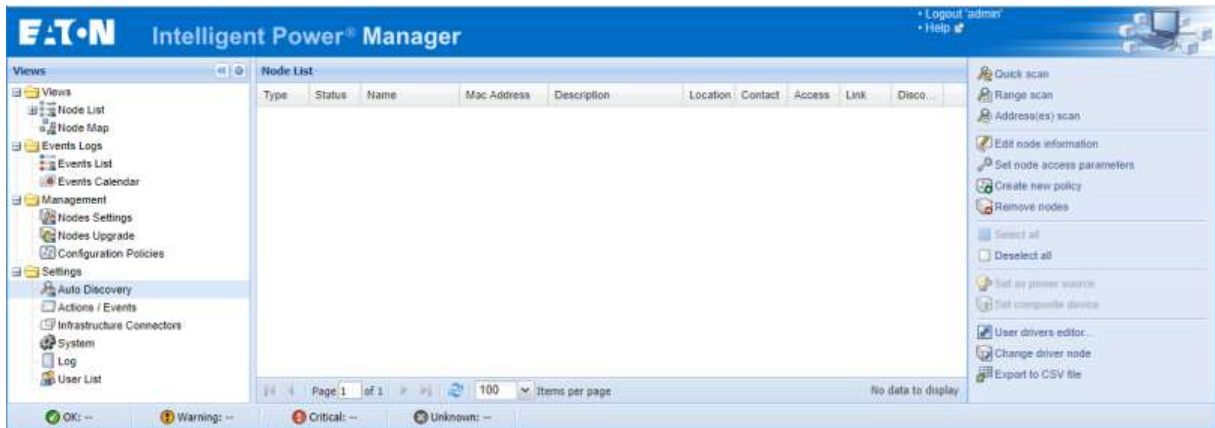 EATON Intelligent Power® Manager
• Logout 'admin'
• Help
Views
Views
Node List
Node Map
Events Logs
Events List
Events Calendar
Management
Nodes Settings
Nodes Upgrade
Configuration Policies
Settings
Auto Discovery
Actions / Events
Infrastructure Connectors
System
Log
User List
Node List
Type Status Name Mac Address Description Location Contact Access Link Disco...
Page 1 of 1 100 Items per page No data to display
Quick scan
Range scan
Address(es) scan
Edit node information
Set node access parameters
Create new policy
Remove nodes
Select all
Deselect all
Set as power source
Set composite device
User drivers editor...
Change driver node
Export to CSV file
OK: -- Warning: -- Critical: -- Unknown: --